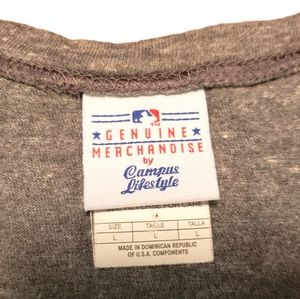 GENUINE
MERCHANDISE
by
Campus
Lifestyle
REVERSE FOR CARE
SIZE TAILLE TALLA
L L L
MADE IN DOMINICAN REPUBLIC
OF U.S.A. COMPONENTS